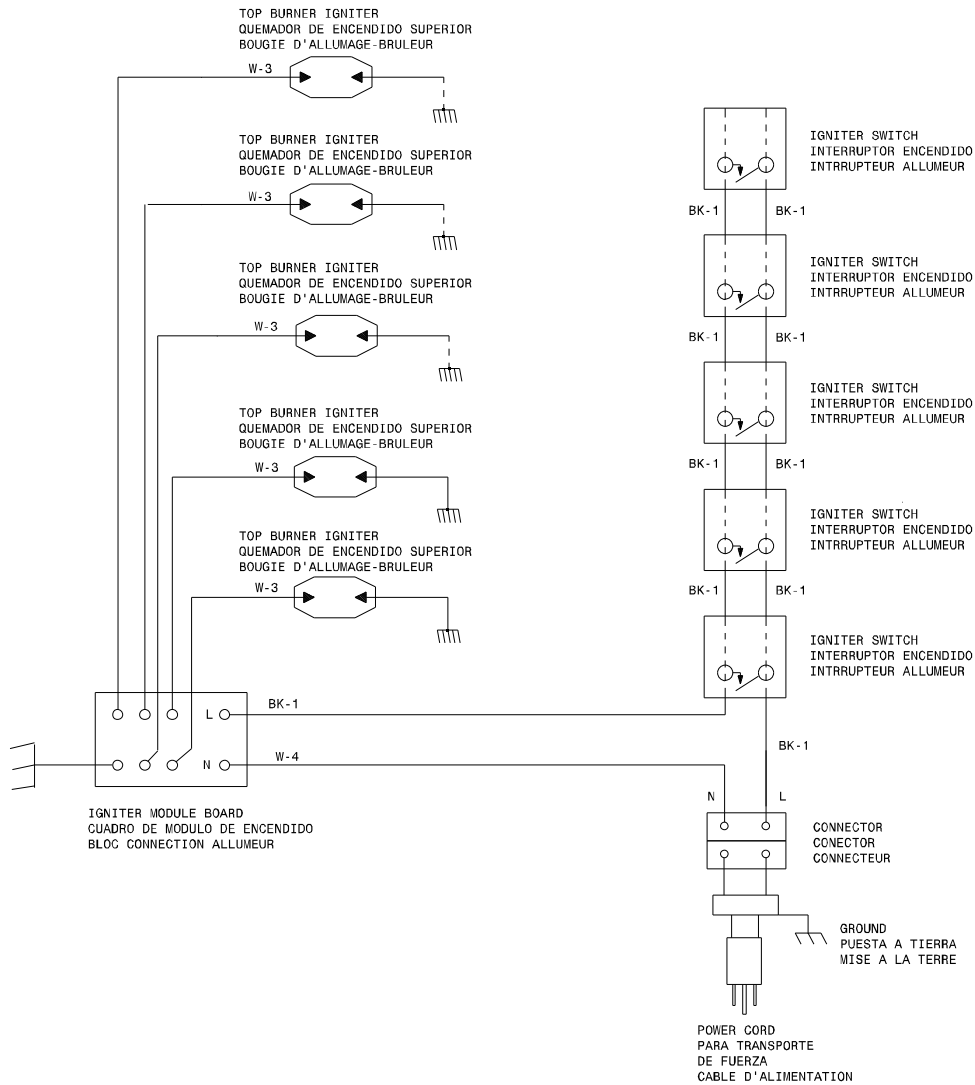 TOP BURNER IGNITER
QUEMADOR DE ENCENDIDO SUPERIOR
BOUGIE D'ALLUMAGE-BRULEUR
W-3
TOP BURNER IGNITER
QUEMADOR DE ENCENDIDO SUPERIOR
BOUGIE D'ALLUMAGE-BRULEUR
W-3
TOP BURNER IGNITER
QUEMADOR DE ENCENDIDO SUPERIOR
BOUGIE D'ALLUMAGE-BRULEUR
W-3
TOP BURNER IGNITER
QUEMADOR DE ENCENDIDO SUPERIOR
BOUGIE D'ALLUMAGE-BRULEUR
W-3
TOP BURNER IGNITER
QUEMADOR DE ENCENDIDO SUPERIOR
BOUGIE D'ALLUMAGE-BRULEUR
W-3
IGNITER SWITCH
INTERRUPTOR ENCENDIDO
INTRRUPTEUR ALLUMEUR
BK-1 BK-1
IGNITER SWITCH
INTERRUPTOR ENCENDIDO
INTRRUPTEUR ALLUMEUR
BK-1 BK-1
IGNITER SWITCH
INTERRUPTOR ENCENDIDO
INTRRUPTEUR ALLUMEUR
BK-1 BK-1
IGNITER SWITCH
INTERRUPTOR ENCENDIDO
INTRRUPTEUR ALLUMEUR
BK-1 BK-1
IGNITER SWITCH
INTERRUPTOR ENCENDIDO
INTRRUPTEUR ALLUMEUR
L BK-1
N W-4
BK-1
IGNITER MODULE BOARD
CUADRO DE MODULO DE ENCENDIDO
BLOC CONNECTION ALLUMEUR
N L
CONNECTOR
CONECTOR
CONNECTEUR
GROUND
PUESTA A TIERRA
MISE A LA TERRE
POWER CORD
PARA TRANSPORTE
DE FUERZA
CABLE D'ALIMENTATION